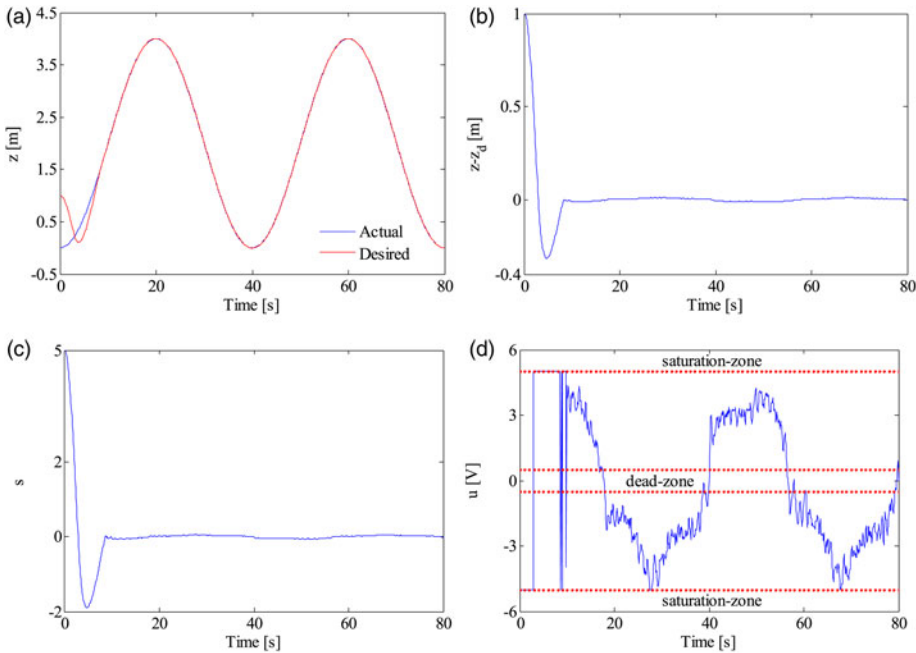 (a)
4.5
3.5
2.5
1.5
0.5
-0.5
z [m]
0
20
40
60
80
Time [s]
Actual
Desired
(b)
1
0.5
0
-0.4
z-zd [m]
0
20
40
60
80
Time [s]
(c)
5
2
0
-2
s
0
20
40
60
80
Time [s]
(d)
6
3
0
-3
-6
u [V]
saturation-zone
dead-zone
saturation-zone
0
20
40
60
80
Time [s]